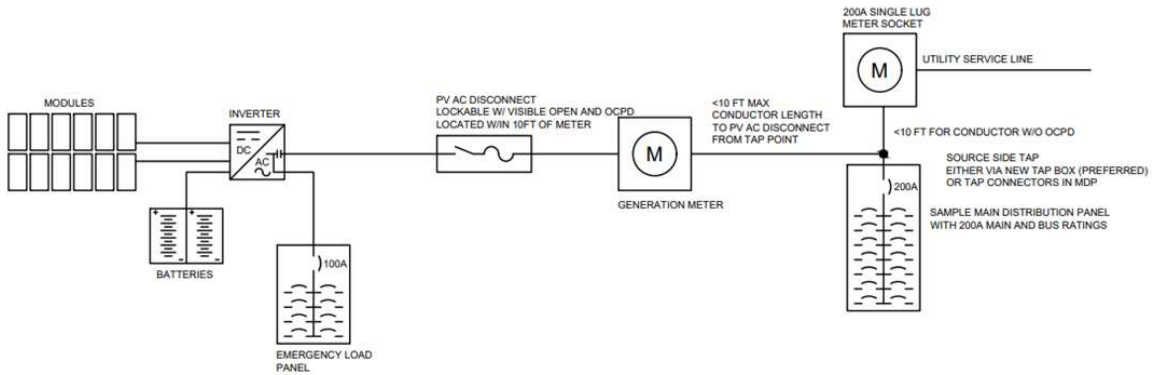 MODULES
INVERTER
DC
AC
+
-
+
-
BATTERIES
100A
EMERGENCY LOAD
PANEL
PV AC DISCONNECT
LOCKABLE W/ VISIBLE OPEN AND OCPD
LOCATED W/IN 10FT OF METER
M
GENERATION METER
<10 FT MAX
CONDUCTOR LENGTH
TO PV AC DISCONNECT
FROM TAP POINT
200A SINGLE LUG
METER SOCKET
M
UTILITY SERVICE LINE
<10 FT FOR CONDUCTOR W/O OCPD
SOURCE SIDE TAP
EITHER VIA NEW TAP BOX (PREFERRED)
OR TAP CONNECTORS IN MDP
200A
SAMPLE MAIN DISTRIBUTION PANEL
WITH 200A MAIN AND BUS RATINGS